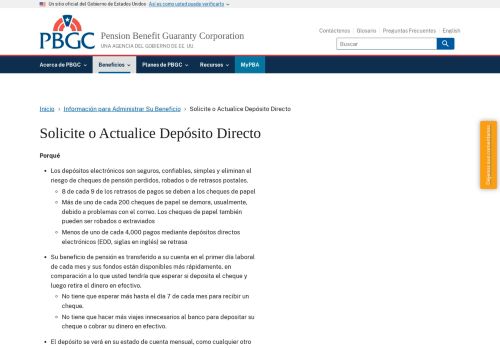 Un sitio oficial del Gobierno de Estados Unidos Así es como usted puede verificarlo
PBGC
Pension Benefit Guaranty Corporation
UNA AGENCIA DEL GOBIERNO DE EE. UU
Contáctenos Glosario Preguntas Frecuentes English
Buscar
Acerca de PBGC Beneficios Planes de PBGC Recursos MyPBA
Inicio › Información para Administrar Su Beneficio › Solicite o Actualice Depósito Directo
Solicite o Actualice Depósito Directo
Porqué
Los depósitos electrónicos son seguros, confiables, simples y eliminan el
riesgo de cheques de pensión perdidos, robados o de retrasos postales.
8 de cada 9 de los retrasos de pagos se deben a los cheques de papel
Más de uno de cada 200 cheques de papel se demore, usualmente,
debido a problemas con el correo. Los cheques de papel también
pueden ser robados o extraviados
Menos de uno de cada 4,000 pagos mediante depósitos directos
electrónicos (EDD, siglas en inglés) se retrasa
Su beneficio de pensión es transferido a su cuenta en el primer día laboral
de cada mes y sus fondos están disponibles más rápidamente, en
comparación a lo que usted tendría que esperar si deposita el cheque y
luego retira el dinero en efectivo.
No tiene que esperar más hasta el día 7 de cada mes para recibir un
cheque.
No tiene que hacer más viajes innecesarios al banco para depositar su
cheque o cobrar su dinero en efectivo.
El depósito se verá en su estado de cuenta mensual, como cualquier otro